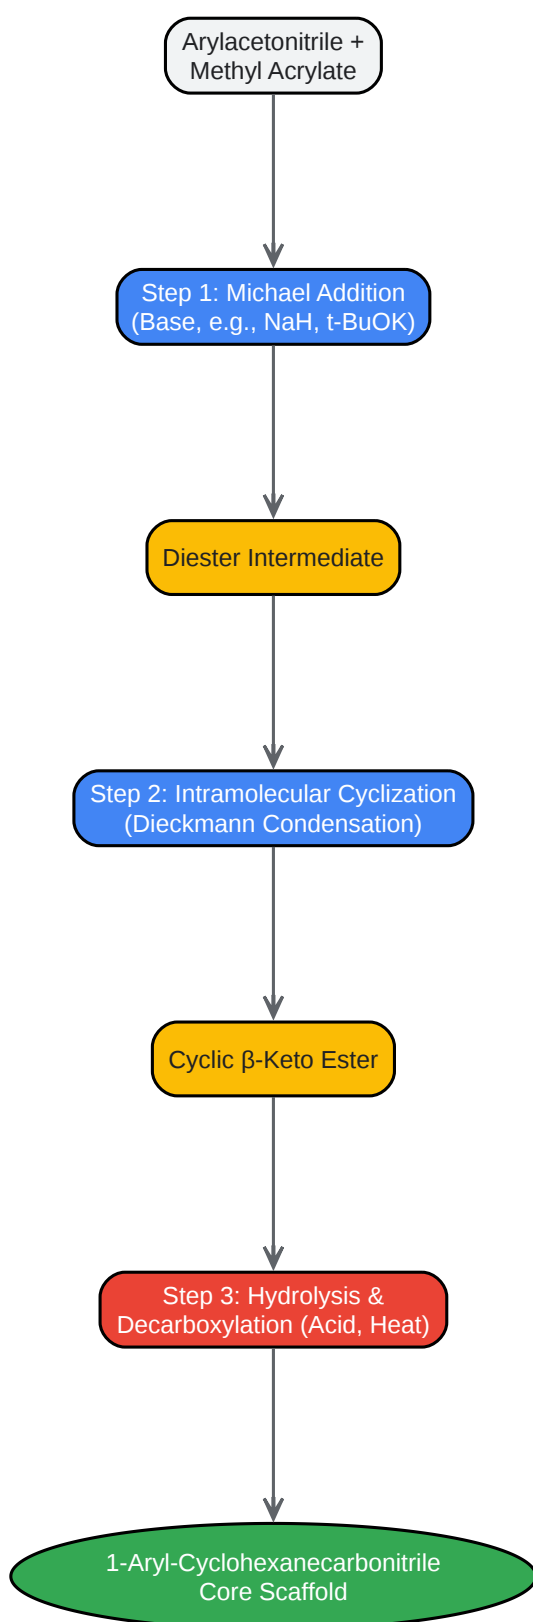 Arylacetonitrile +
Methyl Acrylate
Step 1: Michael Addition
(Base, e.g., NaH, t-BuOK)
Diester Intermediate
Step 2: Intramolecular Cyclization
(Dieckmann Condensation)
Cyclic β-Keto Ester
Step 3: Hydrolysis &
Decarboxylation (Acid, Heat)
1-Aryl-Cyclohexanecarbonitrile
Core Scaffold